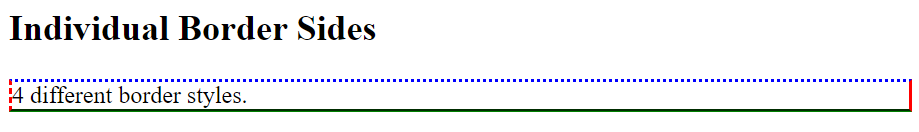 Individual Border Sides
4 different border styles.